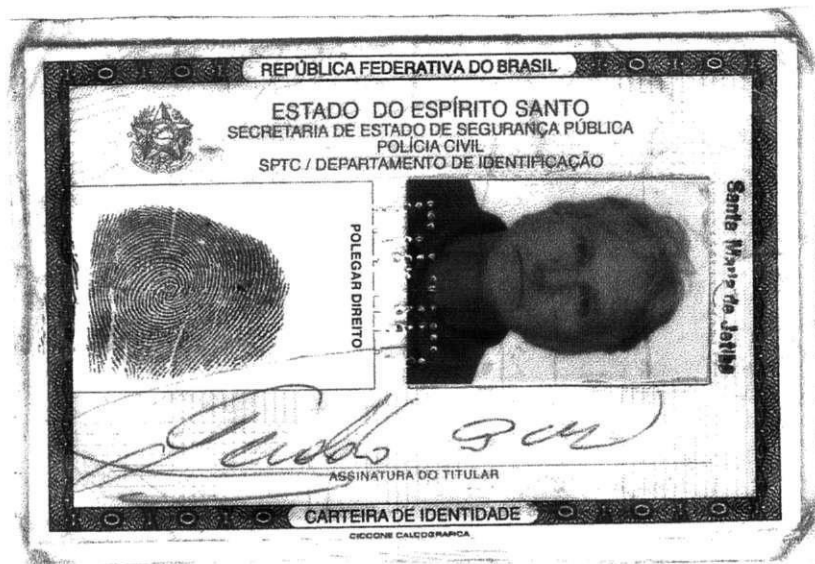 REPÚBLICA FEDERATIVA DO BRASIL
ESTADO DO ESPÍRITO SANTO
SECRETARIA DE ESTADO DE SEGURANÇA PÚBLICA
POLÍCIA CIVIL
SPTC / DEPARTAMENTO DE IDENTIFICAÇÃO
POLEGAR DIREITO
Santa Maria de Jetibá
ASSINATURA DO TITULAR
CARTEIRA DE IDENTIDADE
CICCONE CALCOGRAFICA